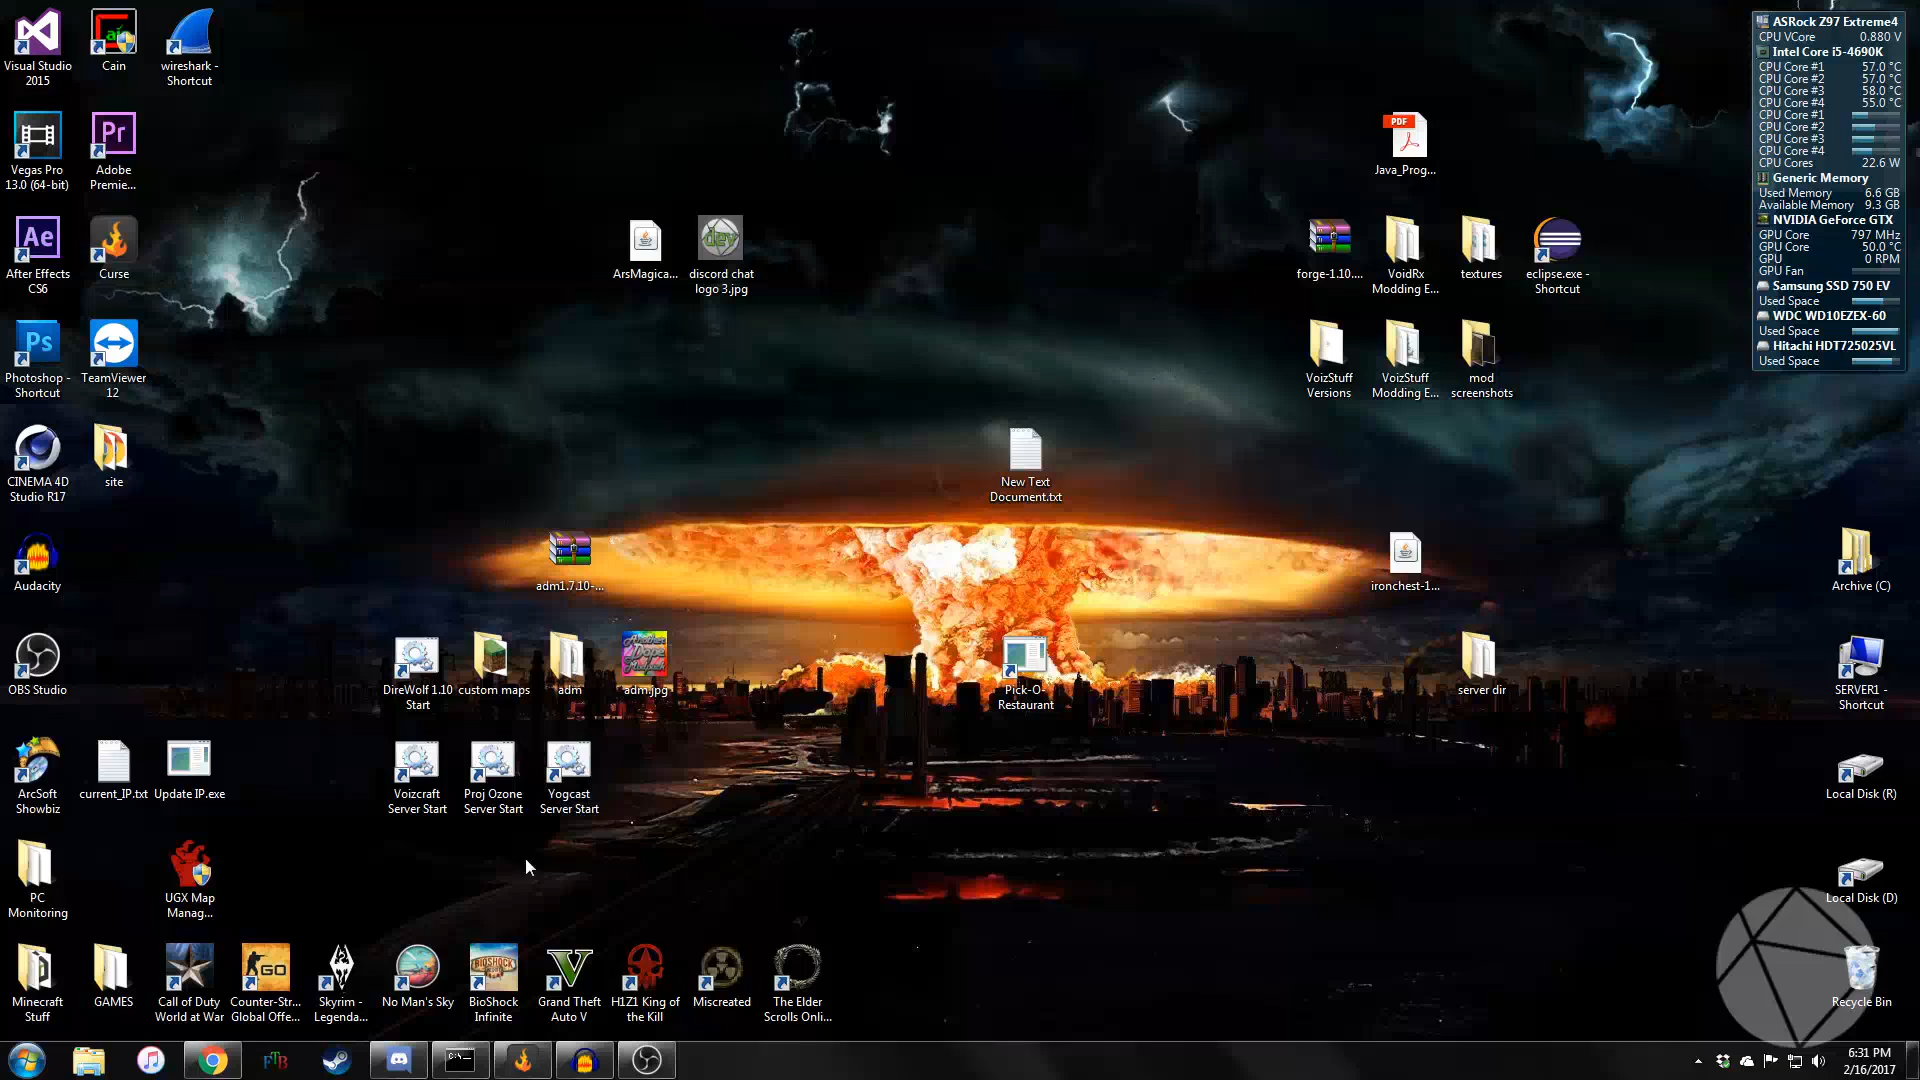 Visual Studio
2015
Cain
wireshark -
Shortcut
Vegas Pro
13.0 (64-bit)
Pr
Adobe
Premie...
Ae
After Effects
CS6
Curse
Ps
Photoshop -
Shortcut
TeamViewer
12
CINEMA 4D
Studio R17
site
Audacity
OBS Studio
ArcSoft
Showbiz
current_IP.txt
Update IP.exe
PC
Monitoring
UGX Map
Manag...
Minecraft
Stuff
GAMES
Call of Duty
World at War
GO
Counter-Str...
Global Offe...
Skyrim -
Legenda...
No Man's Sky
BIOSHOCK
BioShock
Infinite
V
Grand Theft
Auto V
H1Z1 King of
the Kill
Miscreated
The Elder
Scrolls Onli...
ArsMagica...
dev
discord chat
logo 3.jpg
adm1.7.10-...
DireWolf 1.10
Start
custom maps
adm
Another
Dope
Modpack
adm.jpg
Voizcraft
Server Start
Proj Ozone
Server Start
Yogcast
Server Start
New Text
Document.txt
Pick-O-
Restaurant
PDF
Java_Prog...
forge-1.10....
VoidRx
Modding E...
textures
eclipse.exe -
Shortcut
VoizStuff
Versions
VoizStuff
Modding E...
mod
screenshots
ironchest-1...
server dir
ASRock Z97 Extreme4
CPU VCore 0.880 V
Intel Core i5-4690K
CPU Core #1 57.0 °C
CPU Core #2 57.0 °C
CPU Core #3 58.0 °C
CPU Core #4 55.0 °C
CPU Core #1
CPU Core #2
CPU Core #3
CPU Core #4
CPU Cores 22.6 W
Generic Memory
Used Memory 6.6 GB
Available Memory 9.3 GB
NVIDIA GeForce GTX
GPU Core 797 MHz
GPU Core 50.0 °C
GPU 0 RPM
GPU Fan
Samsung SSD 750 EV
Used Space
WDC WD10EZEX-60
Used Space
Hitachi HDT725025VL
Used Space
Archive (C)
SERVER1 -
Shortcut
Local Disk (R)
Local Disk (D)
Recycle Bin
FTB
C:\
6:31 PM
2/16/2017